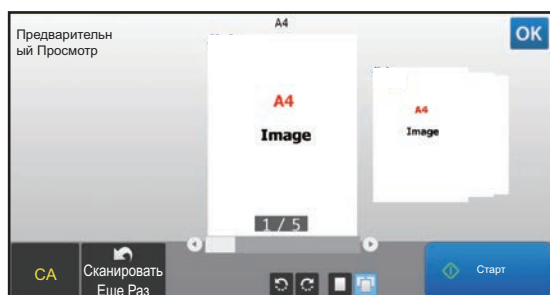 A4
OK
Предварительн
ый Просмотр
A4
Image
A4
Image
1 / 5
CA
Сканировать
Еще Раз
Старт